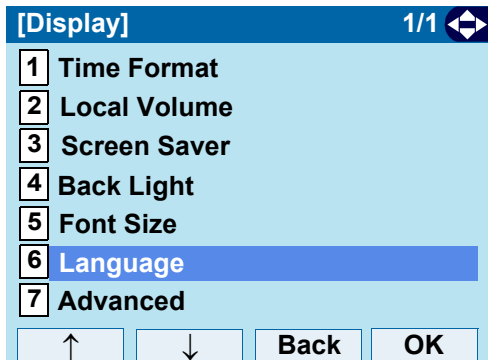 [Display] 1/1
1 Time Format
2 Local Volume
3 Screen Saver
4 Back Light
5 Font Size
6 Language
7 Advanced
↑ ↓ Back OK